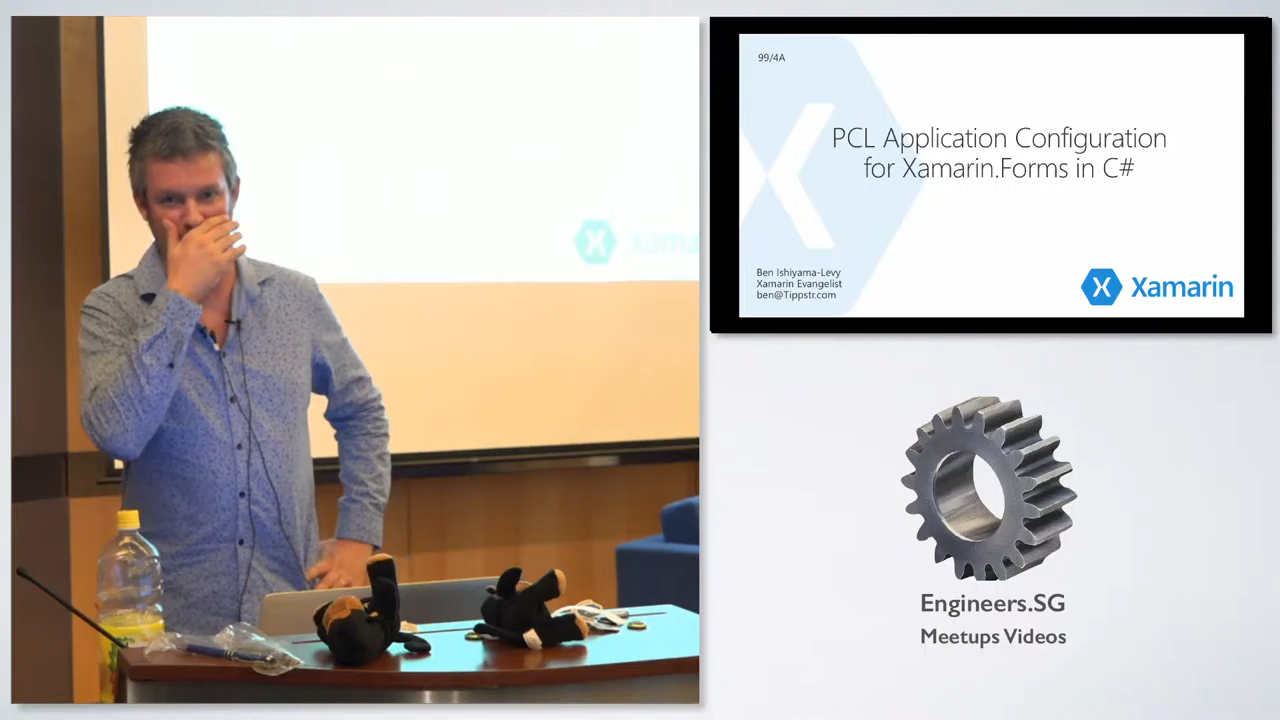 99/4A
PCL Application Configuration
for Xamarin.Forms in C#
Ben Ishiyama-Levy
Xamarin Evangelist
ben@Tippstr.com
Xamarin
Engineers.SG
Meetups Videos